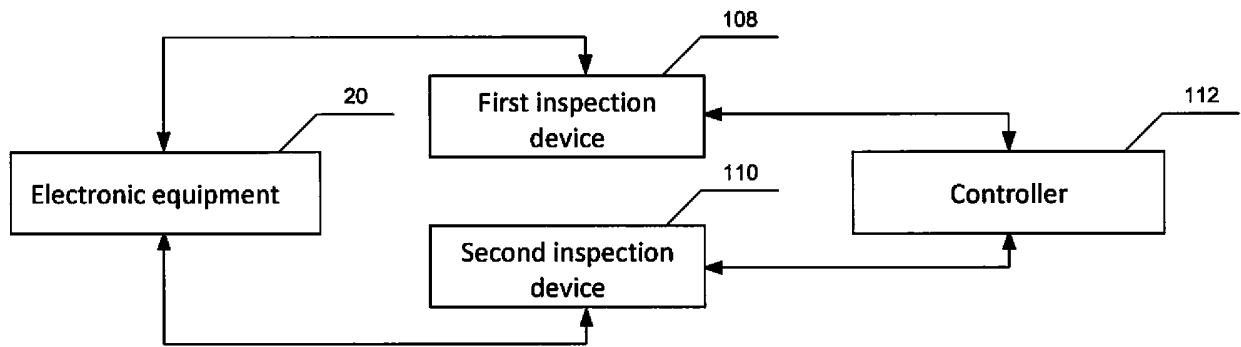 108
First inspection
device
20
112
Electronic equipment
110
Controller
Second inspection
device